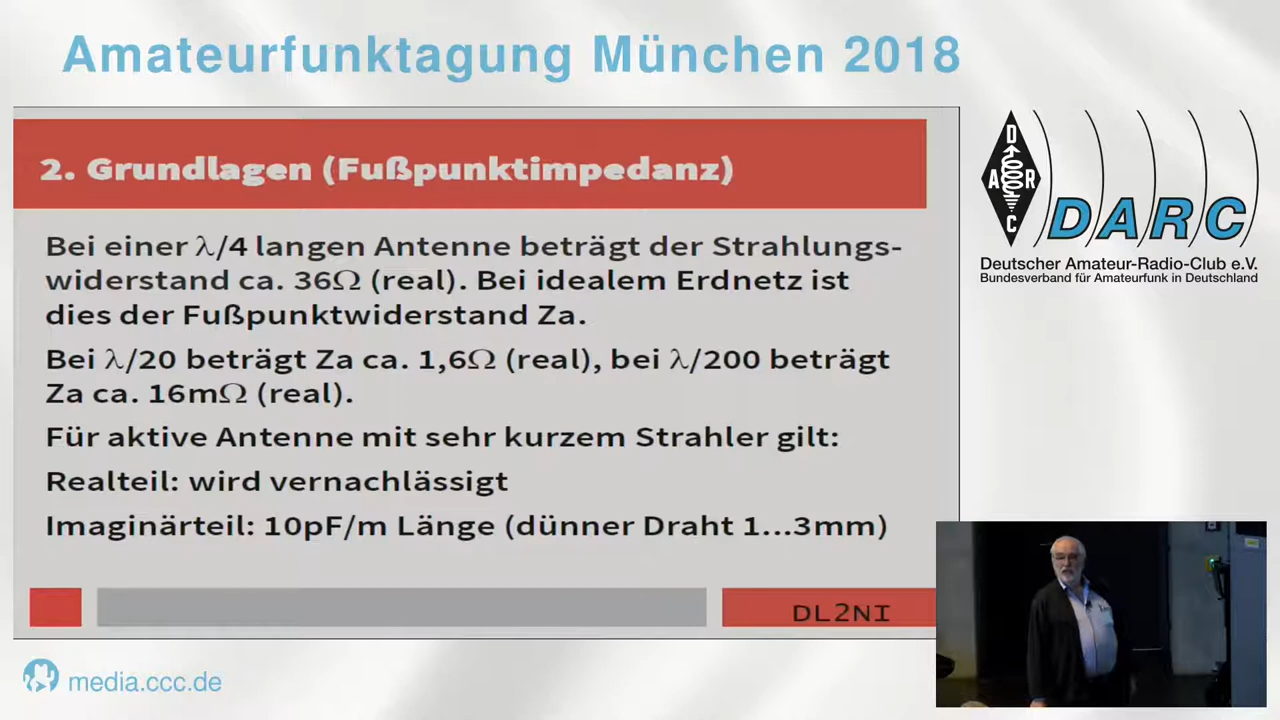 Amateurfunktagung München 2018
2. Grundlagen (Fußpunktimpedanz)
Bei einer λ/4 langen Antenne beträgt der Strahlungs-
widerstand ca. 36Ω (real). Bei idealem Erdnetz ist
dies der Fußpunktwiderstand Za.
Bei λ/20 beträgt Za ca. 1,6Ω (real), bei λ/200 beträgt
Za ca. 16mΩ (real).
Für aktive Antenne mit sehr kurzem Strahler gilt:
Realteil: wird vernachlässigt
Imaginärteil: 10pF/m Länge (dünner Draht 1...3mm)
DL2NI
D
A R
C
DARC
Deutscher Amateur-Radio-Club e.V.
Bundesverband für Amateurfunk in Deutschland
media.ccc.de